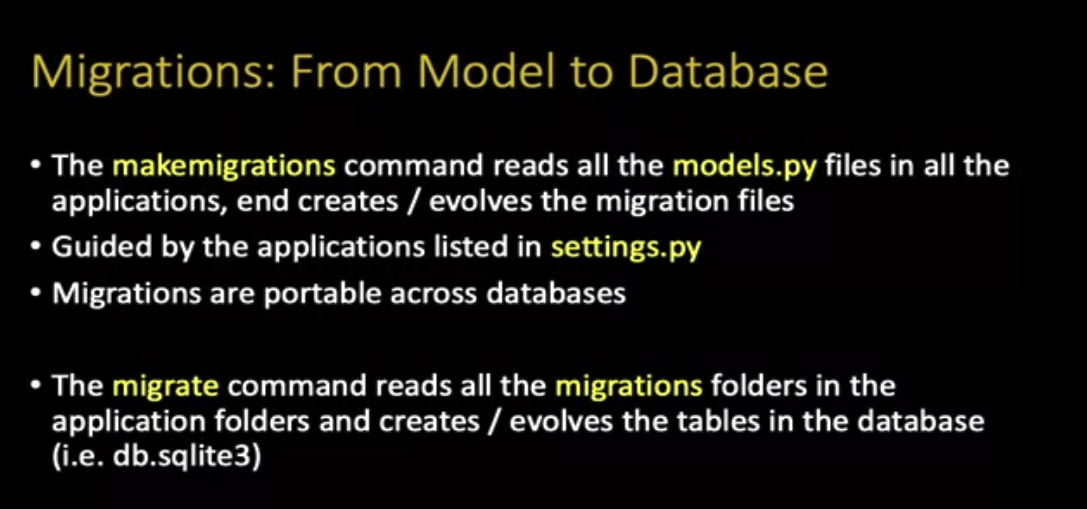 Migrations: From Model to Database
• The makemigrations command reads all the models.py files in all the
applications, end creates / evolves the migration files
• Guided by the applications listed in settings.py
• Migrations are portable across databases
• The migrate command reads all the migrations folders in the
application folders and creates / evolves the tables in the database
(i.e. db.sqlite3)